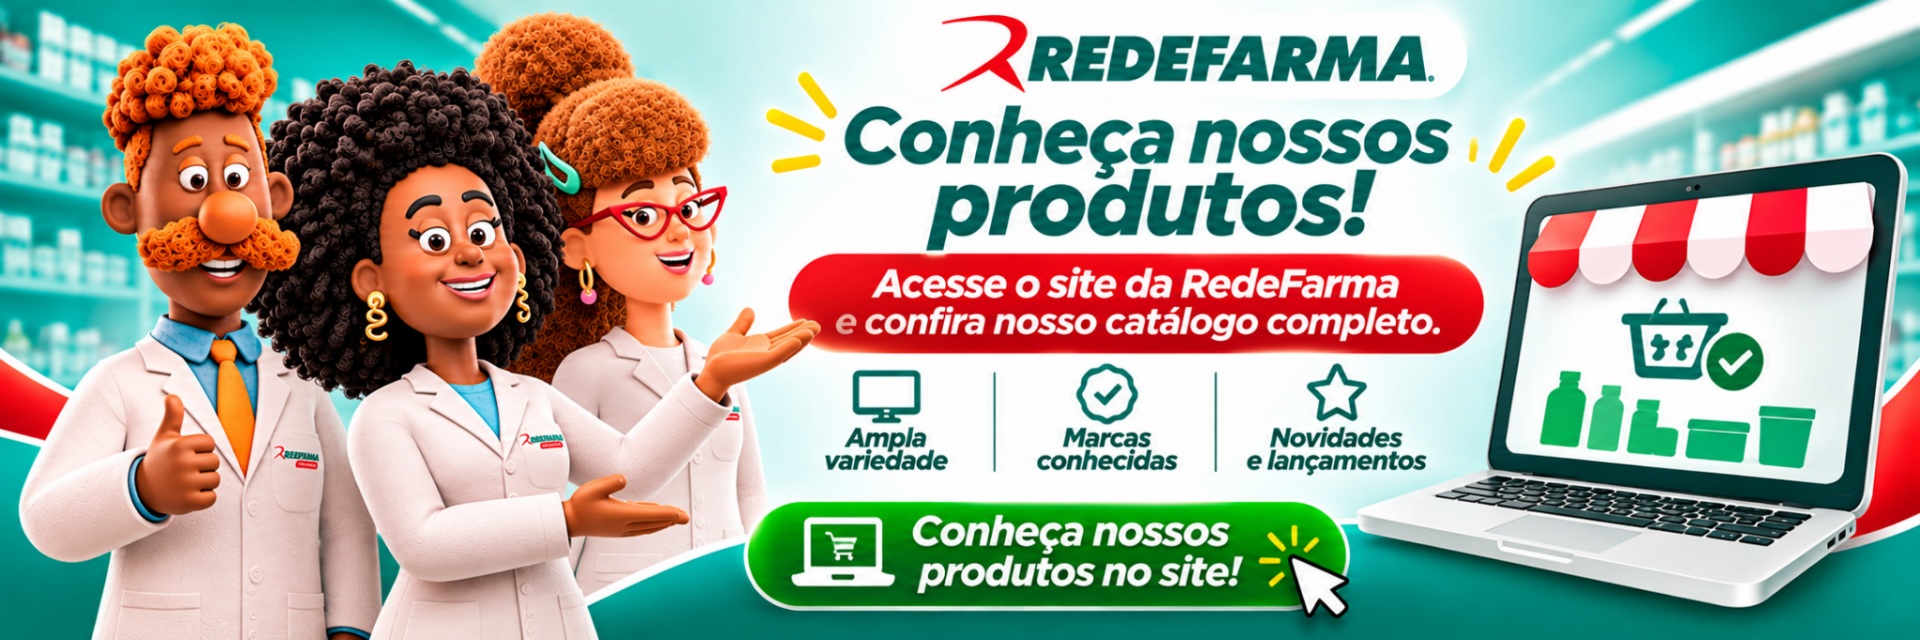 REDEFARMA.
Conheça nossos
produtos!
Acesse o site da RedeFarma
e confira nosso catálogo completo.
Ampla
variedade
Marcas
conhecidas
Novidades
e lançamentos
Conheça nossos
produtos no site!